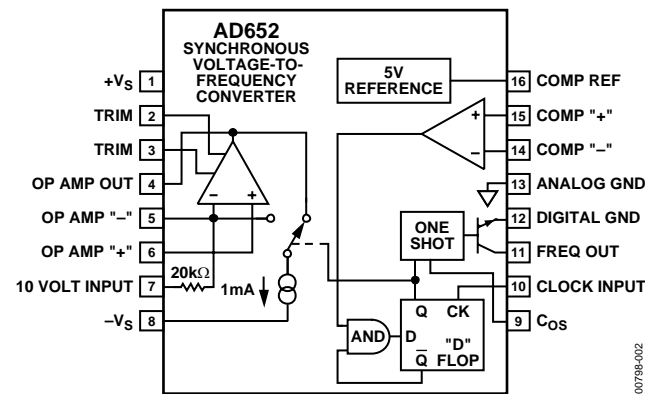 AD652
SYNCHRONOUS
VOLTAGE-TO-
FREQUENCY
CONVERTER
5V
REFERENCE
+VS 1
TRIM 2
TRIM 3
OP AMP OUT 4
OP AMP "–" 5
OP AMP "+" 6
10 VOLT INPUT 7
–VS 8
16 COMP REF
15 COMP "+"
14 COMP "–"
13 ANALOG GND
12 DIGITAL GND
11 FREQ OUT
10 CLOCK INPUT
9 COS
+
–
– +
20kΩ
1mA
ONE
SHOT
Q CK
AND
D "D"
Q FLOP
00798-002